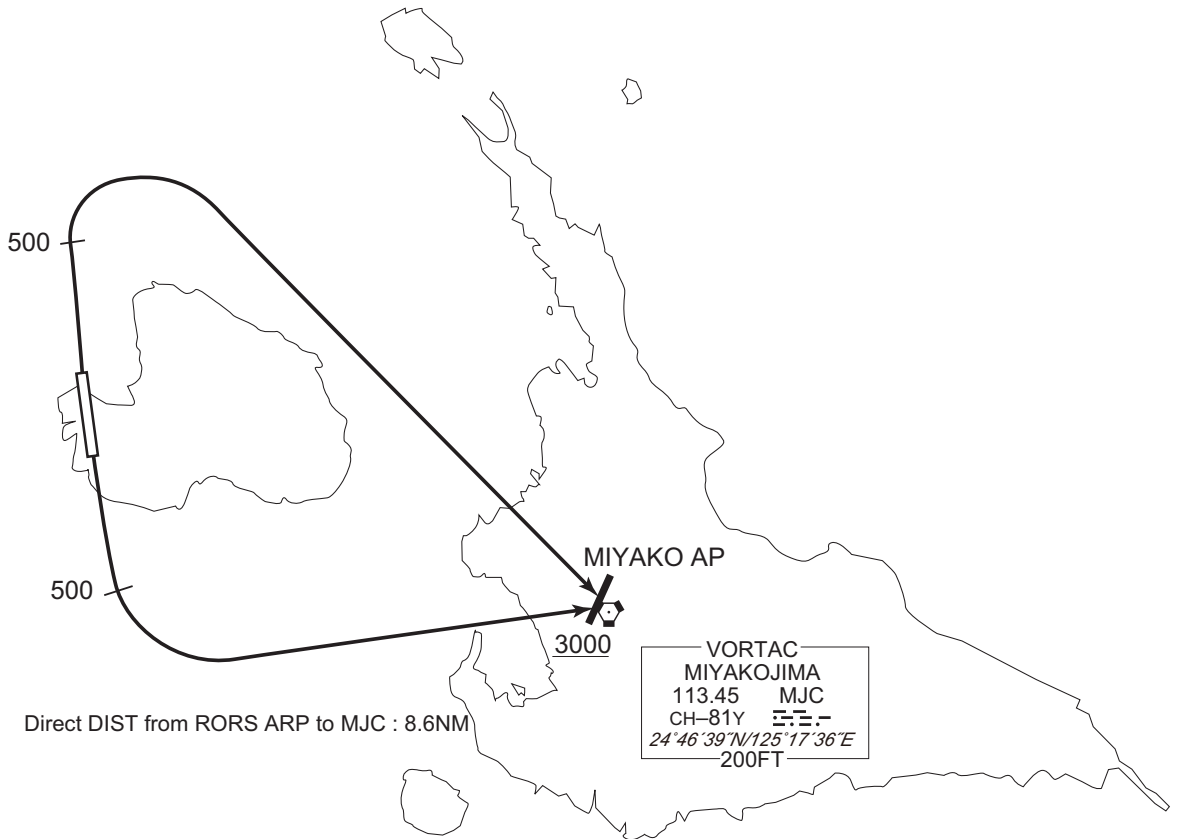 500
500
MIYAKO AP
3000
VORTAC
MIYAKOJIMA
113.45 MJC
CH–81Y
24°46´39˝N/125°17´36˝E
200FT
Direct DIST from RORS ARP to MJC : 8.6NM